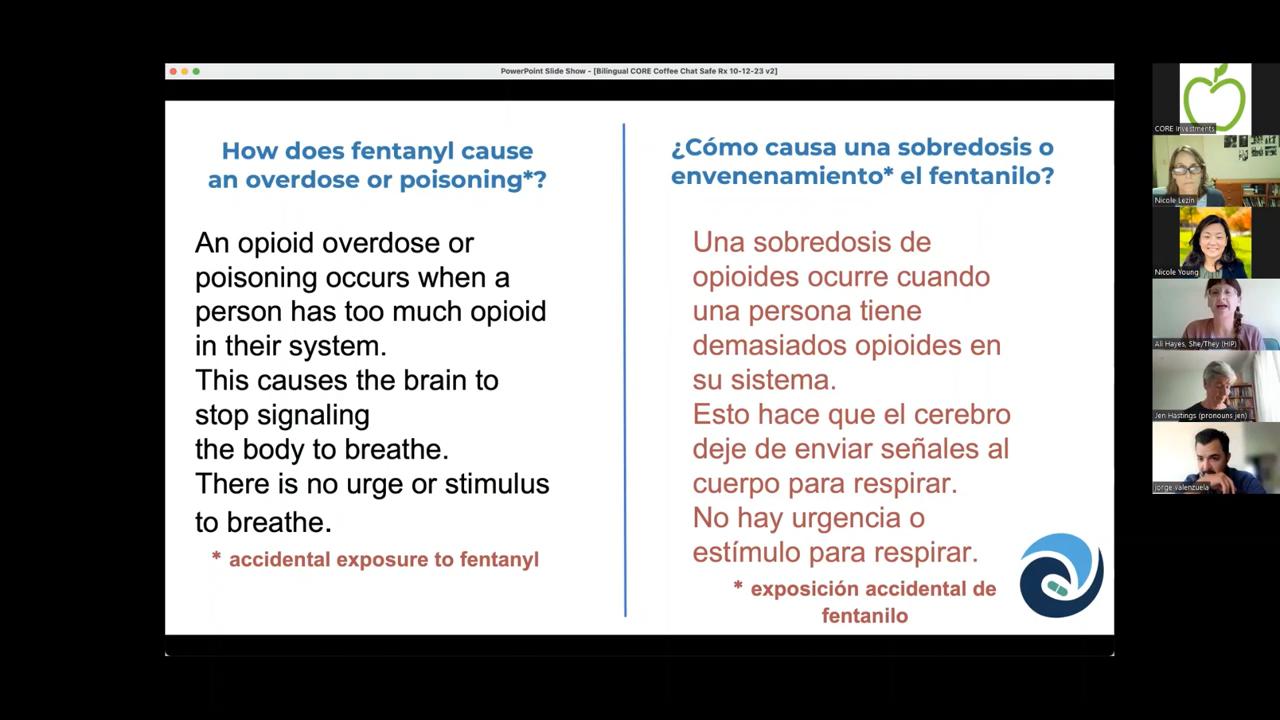 PowerPoint Slide Show - [Bilingual CORE Coffee Chat Safe Rx 10-12-23 v2]
How does fentanyl cause
an overdose or poisoning*?
An opioid overdose or
poisoning occurs when a
person has too much opioid
in their system.
This causes the brain to
stop signaling
the body to breathe.
There is no urge or stimulus
to breathe.
* accidental exposure to fentanyl
¿Cómo causa una sobredosis o
envenenamiento* el fentanilo?
Una sobredosis de
opioides ocurre cuando
una persona tiene
demasiados opioides en
su sistema.
Esto hace que el cerebro
deje de enviar señales al
cuerpo para respirar.
No hay urgencia o
estímulo para respirar.
* exposición accidental de
fentanilo
CORE Investments
Nicole Lezin
Nicole Young
Ali Hayes, She/They (HIP)
Jen Hastings (pronouns jen)
jorge valenzuela